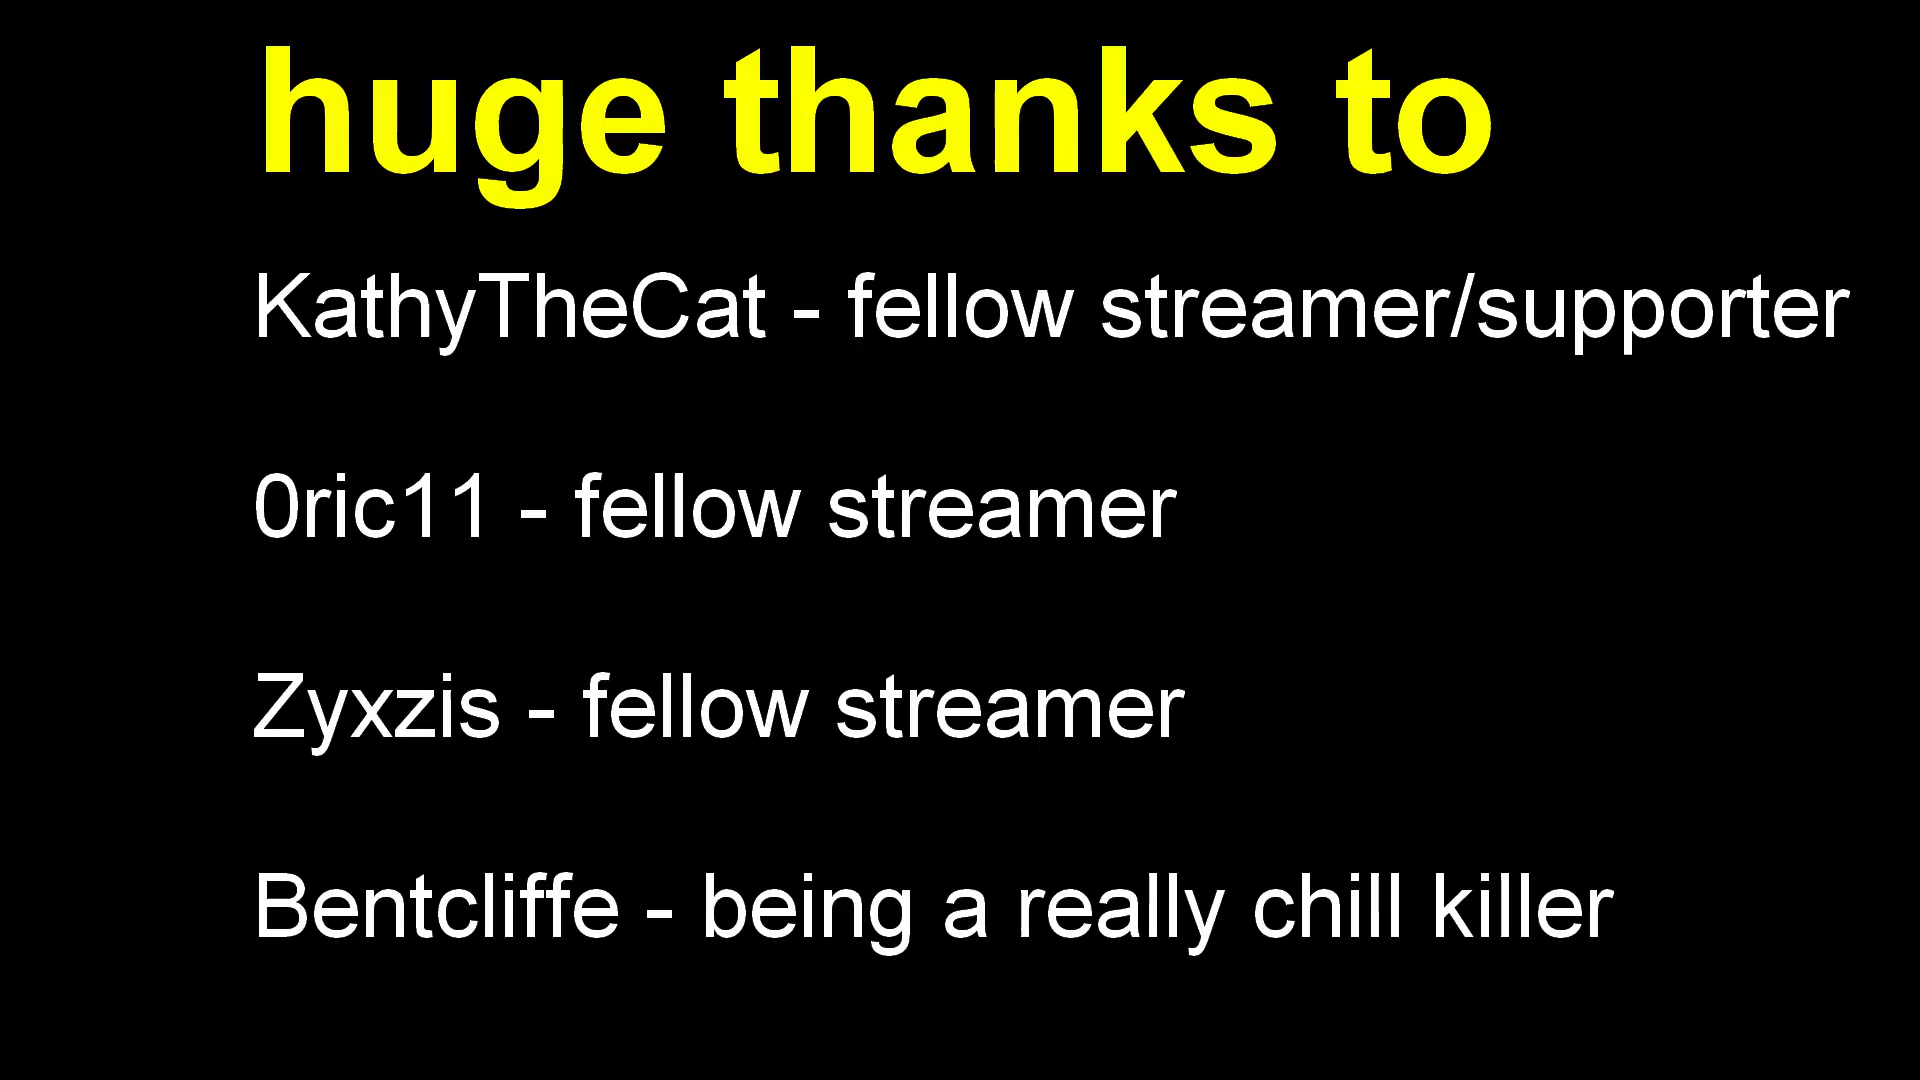 huge thanks to
KathyTheCat - fellow streamer/supporter
0ric11 - fellow streamer
Zyxzis - fellow streamer
Bentcliffe - being a really chill killer